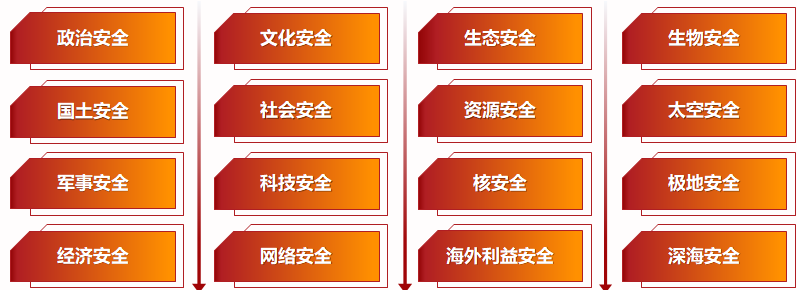 政治安全
国土安全
军事安全
经济安全
文化安全
社会安全
科技安全
网络安全
生态安全
资源安全
核安全
海外利益安全
生物安全
太空安全
极地安全
深海安全